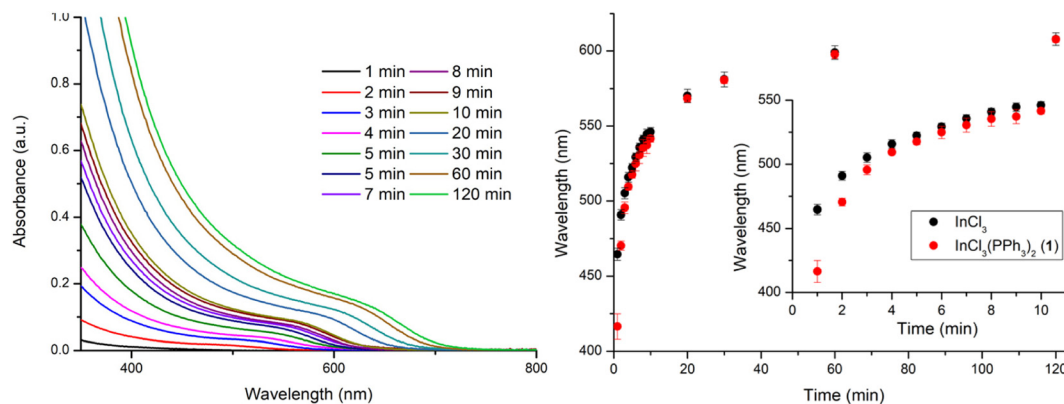 1.0
0.8
0.6
0.4
0.2
0.0
Absorbance (a.u.)
400 500 600 700 800
Wavelength (nm)
1 min 8 min
2 min 9 min
3 min 10 min
4 min 20 min
5 min 30 min
5 min 60 min
7 min 120 min
600
550
500
450
400
Wavelength (nm)
0 20 40 60 80 100 120
Time (min)
550
500
450
400
Wavelength (nm)
0 2 4 6 8 10
Time (min)
InCl₃
InCl₃(PPh₃)₂ (1)